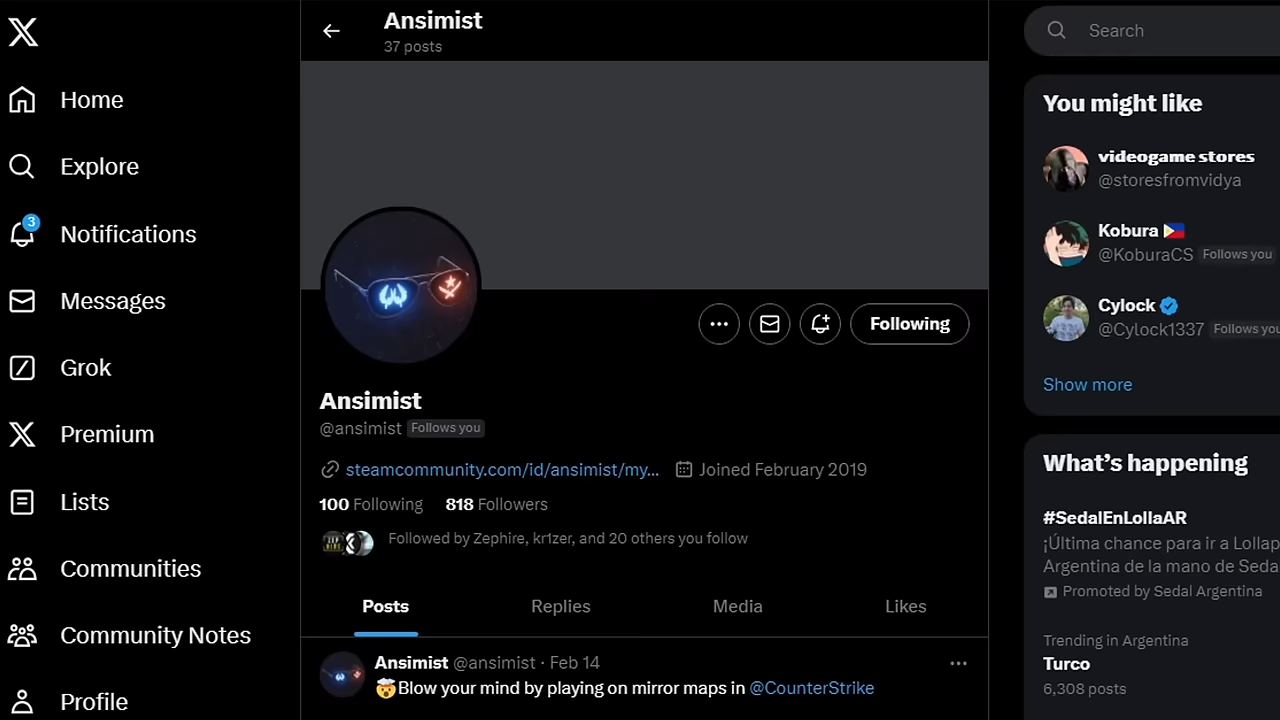 Home
Explore
3
Notifications
Messages
Grok
Premium
Lists
Communities
Community Notes
Profile
Ansimist
37 posts
Following
Ansimist
@ansimist Follows you
steamcommunity.com/id/ansimist/my... Joined February 2019
100 Following 818 Followers
Followed by Zephire, kr1zer, and 20 others you follow
Posts Replies Media Likes
Ansimist @ansimist · Feb 14
🤯Blow your mind by playing on mirror maps in @CounterStrike
Search
You might like
videogame stores
@storesfromvidya
Kobura 🇵🇭
@KoburaCS Follows you
Cylock
@Cylock1337 Follows you
Show more
What's happening
#SedalEnLollaAR
¡Última chance para ir a Lollap
Argentina de la mano de Seda
Promoted by Sedal Argentina
Trending in Argentina
Turco
6,308 posts